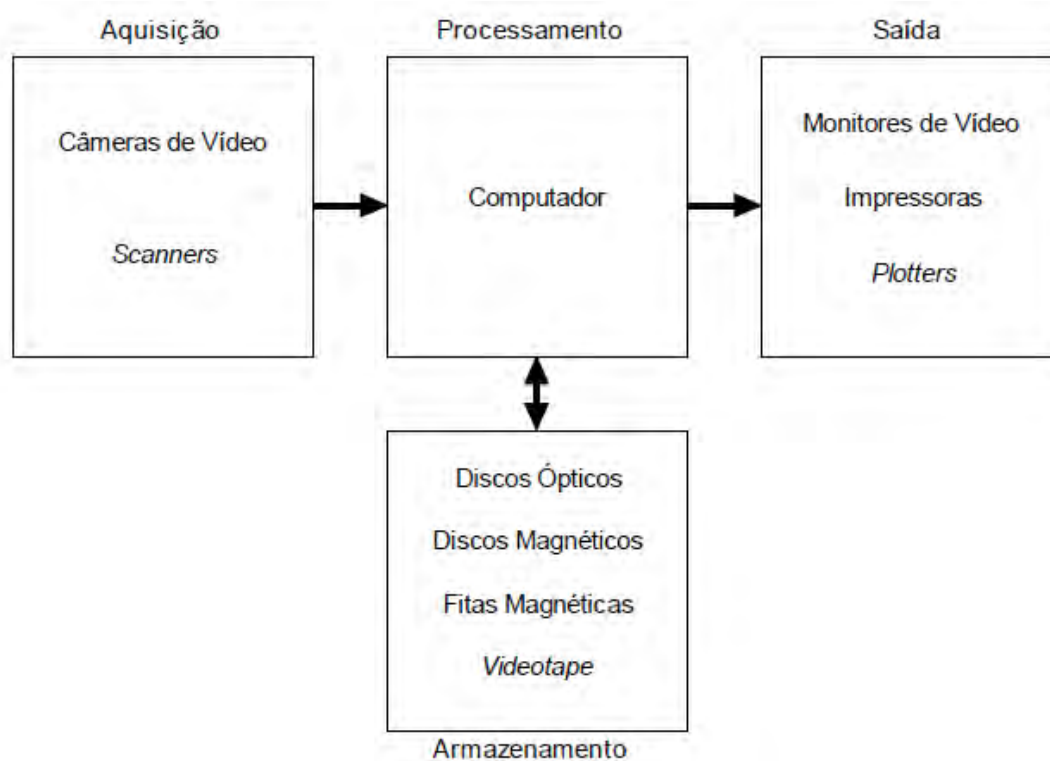 Aquisição
Câmeras de Vídeo
Scanners
Processamento
Computador
Saída
Monitores de Vídeo
Impressoras
Plotters
Discos Ópticos
Discos Magnéticos
Fitas Magnéticas
Videotape
Armazenamento